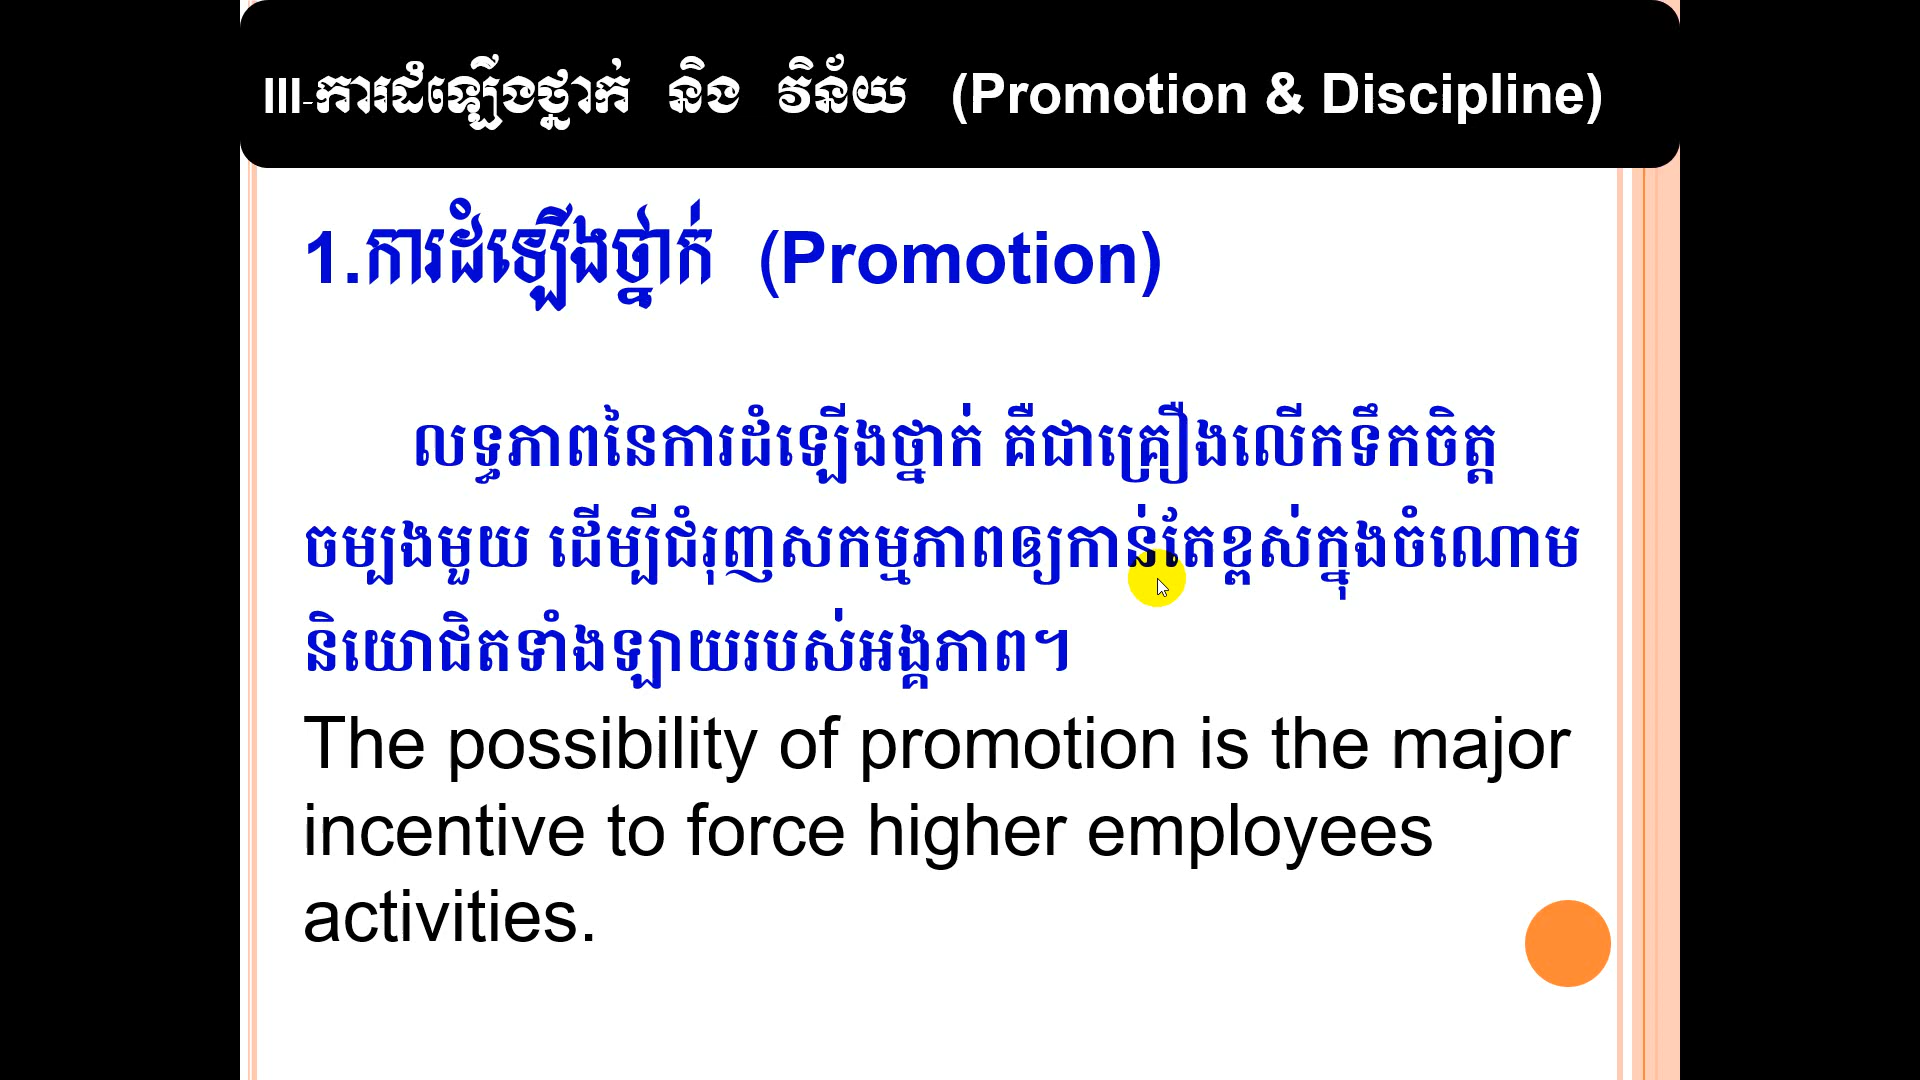 III-ការដំឡើងថ្នាក់ និង វិន័យ (Promotion & Discipline)
1.ការដំឡើងថ្នាក់ (Promotion)
លទ្ធភាពនៃការដំឡើងថ្នាក់ គឺជាគ្រឿងលើកទឹកចិត្ត
ចម្បងមួយ ដើម្បីជំរុញសកម្មភាពឲ្យកាន់តែខ្ពស់ក្នុងចំណោម
និយោជិតទាំងឡាយរបស់អង្គភាព។
The possibility of promotion is the major
incentive to force higher employees
activities.